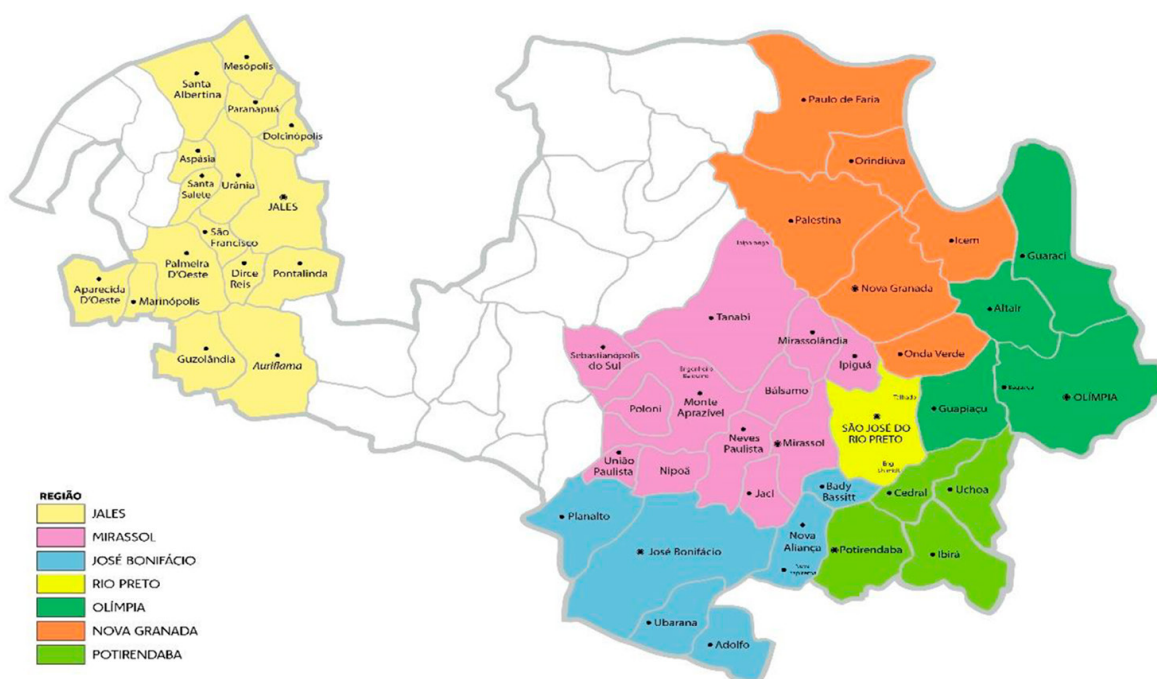 Mesópolis
Santa
Albertina
Paranapuá
Dolcinópolis
Aspásia
Santa
Salete
Urânia
JALES
São
Francisco
Palmeira
D'Oeste
Dirce
Reis
Pontalinda
Aparecida
D'Oeste
Marinópolis
Guzolândia
Auriflama
Paulo de Faria
Orindiúva
Palestina
Icem
Guaraci
Nova Granada
Altair
Tanabi
Mirassolândia
Ipiguá
Onda Verde
Sebastianópolis
do Sul
Bálsamo
Monte
Aprazível
Poloni
Talhado
Guapiaçu
OLÍMPIA
SÃO JOSÉ DO
RIO PRETO
Neves
Paulista
Mirassol
União
Paulista
Nipoã
Jaci
Bady
Bassitt
Cedral
Uchoa
Planalto
José Bonifácio
Nova
Aliança
Potirendaba
Ibirá
Ubarana
Adolfo
REGIÃO
JALES
MIRASSOL
JOSÉ BONIFÁCIO
RIO PRETO
OLÍMPIA
NOVA GRANADA
POTIRENDABA